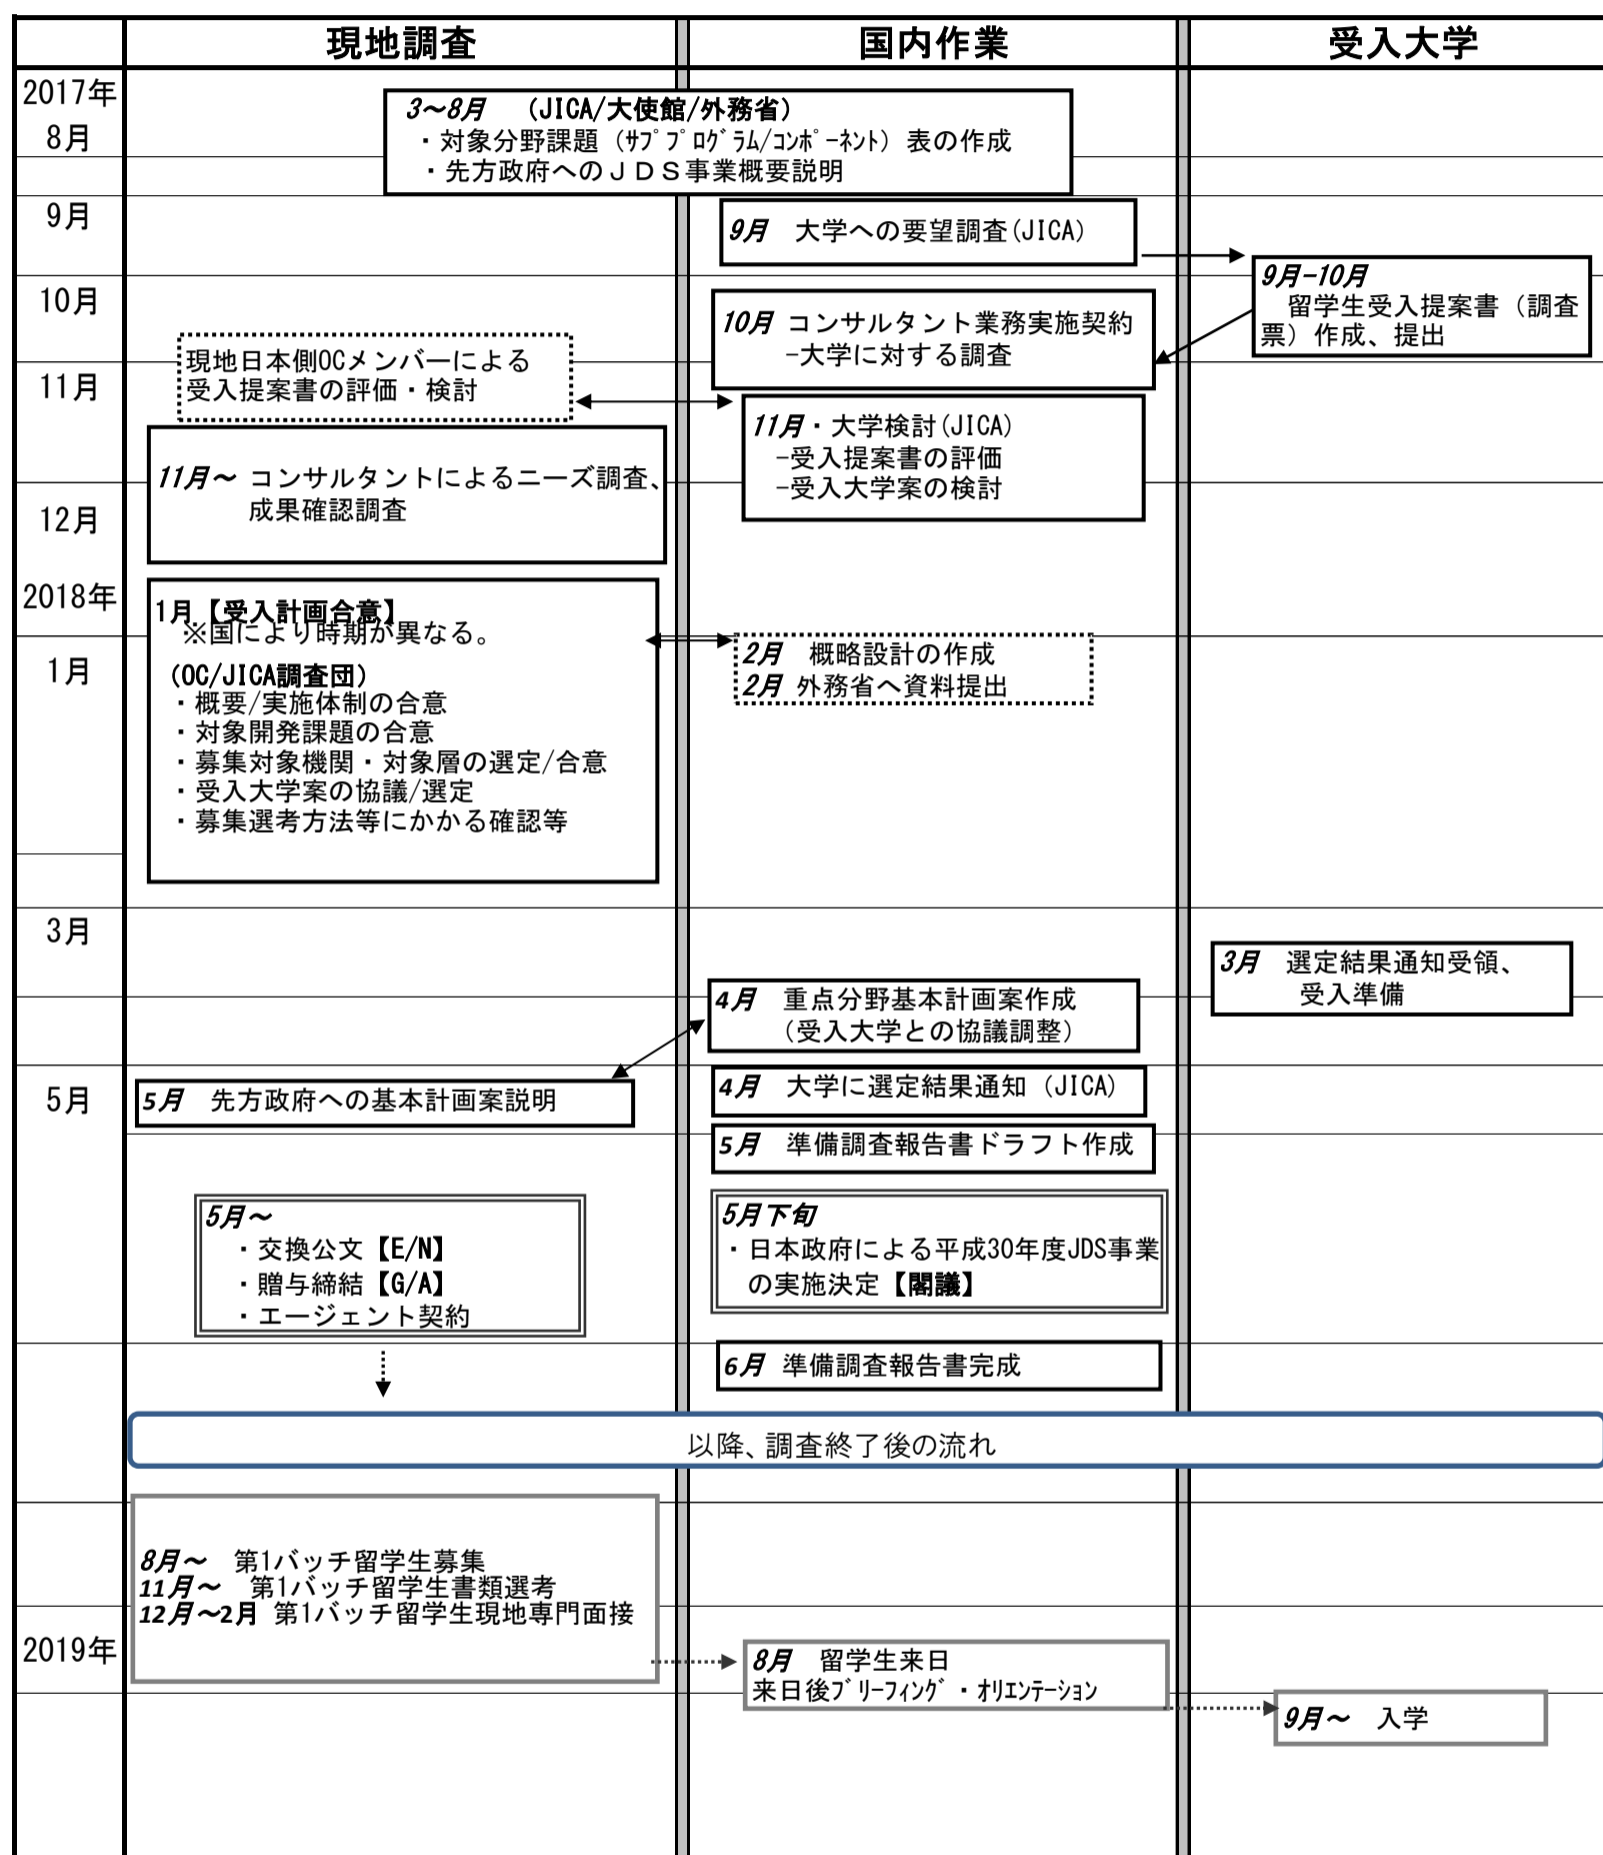 現地調査
国内作業
受入大学
2017年
8月
3～8月 （JICA/大使館/外務省）
・対象分野課題（ｻﾌﾞﾌﾟﾛｸﾞﾗﾑ/ｺﾝﾎﾟｰﾈﾝﾄ）表の作成
・先方政府へのＪＤＳ事業概要説明
9月
9月 大学への要望調査(JICA)
9月-10月
留学生受入提案書（調査
票）作成、提出
10月
10月 コンサルタント業務実施契約
-大学に対する調査
現地日本側OCメンバーによる
受入提案書の評価・検討
11月
11月・大学検討(JICA)
-受入提案書の評価
-受入大学案の検討
11月～ コンサルタントによるニーズ調査、
成果確認調査
12月
2018年
1月【受入計画合意】
※国により時期が異なる。
(OC/JICA調査団)
・概要/実施体制の合意
・対象開発課題の合意
・募集対象機関・対象層の選定/合意
・受入大学案の協議/選定
・募集選考方法等にかかる確認等
1月
2月 概略設計の作成
2月 外務省へ資料提出
3月
3月 選定結果通知受領、
受入準備
4月 重点分野基本計画案作成
（受入大学との協議調整）
5月
5月 先方政府への基本計画案説明
4月 大学に選定結果通知（JICA）
5月 準備調査報告書ドラフト作成
5月～
・交換公文【E/N】
・贈与締結【G/A】
・エージェント契約
5月下旬
・日本政府による平成30年度JDS事業
の実施決定【閣議】
6月 準備調査報告書完成
以降、調査終了後の流れ
8月～ 第1バッチ留学生募集
11月～ 第1バッチ留学生書類選考
12月～2月 第1バッチ留学生現地専門面接
2019年
8月 留学生来日
来日後ﾌﾞﾘｰﾌｨﾝｸﾞ・ｵﾘｴﾝﾃｰｼｮﾝ
9月～ 入学